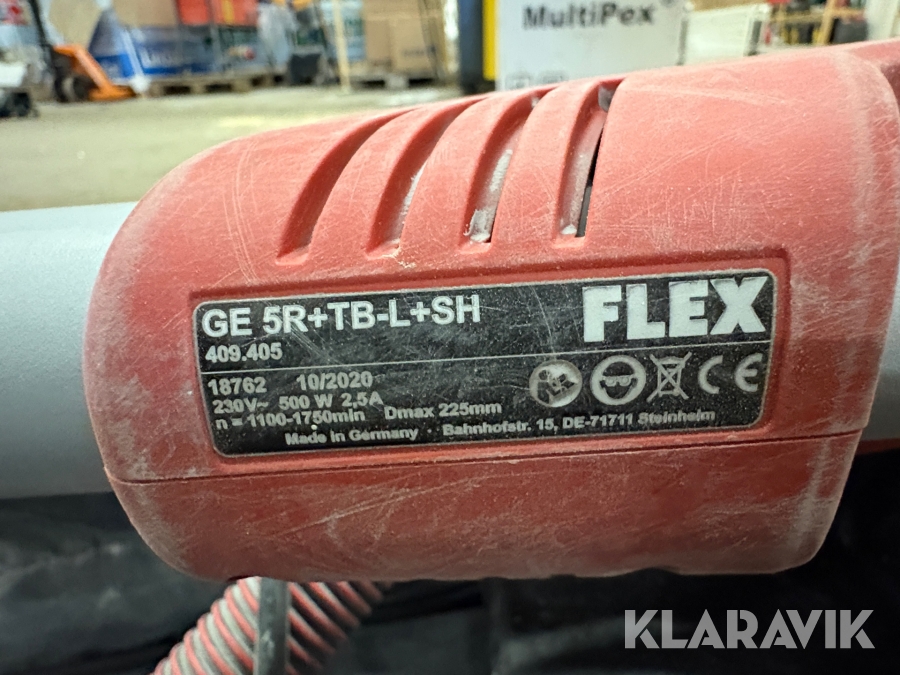 MultiPex®
GE 5R+TB-L+SH
FLEX
409.405
18762 10/2020
230V~ 500 W 2,5A
n = 1100-1750min Dmax 225mm
Made in Germany Bahnhofstr. 15, DE-71711 Steinheim
CE
KLARAVIK